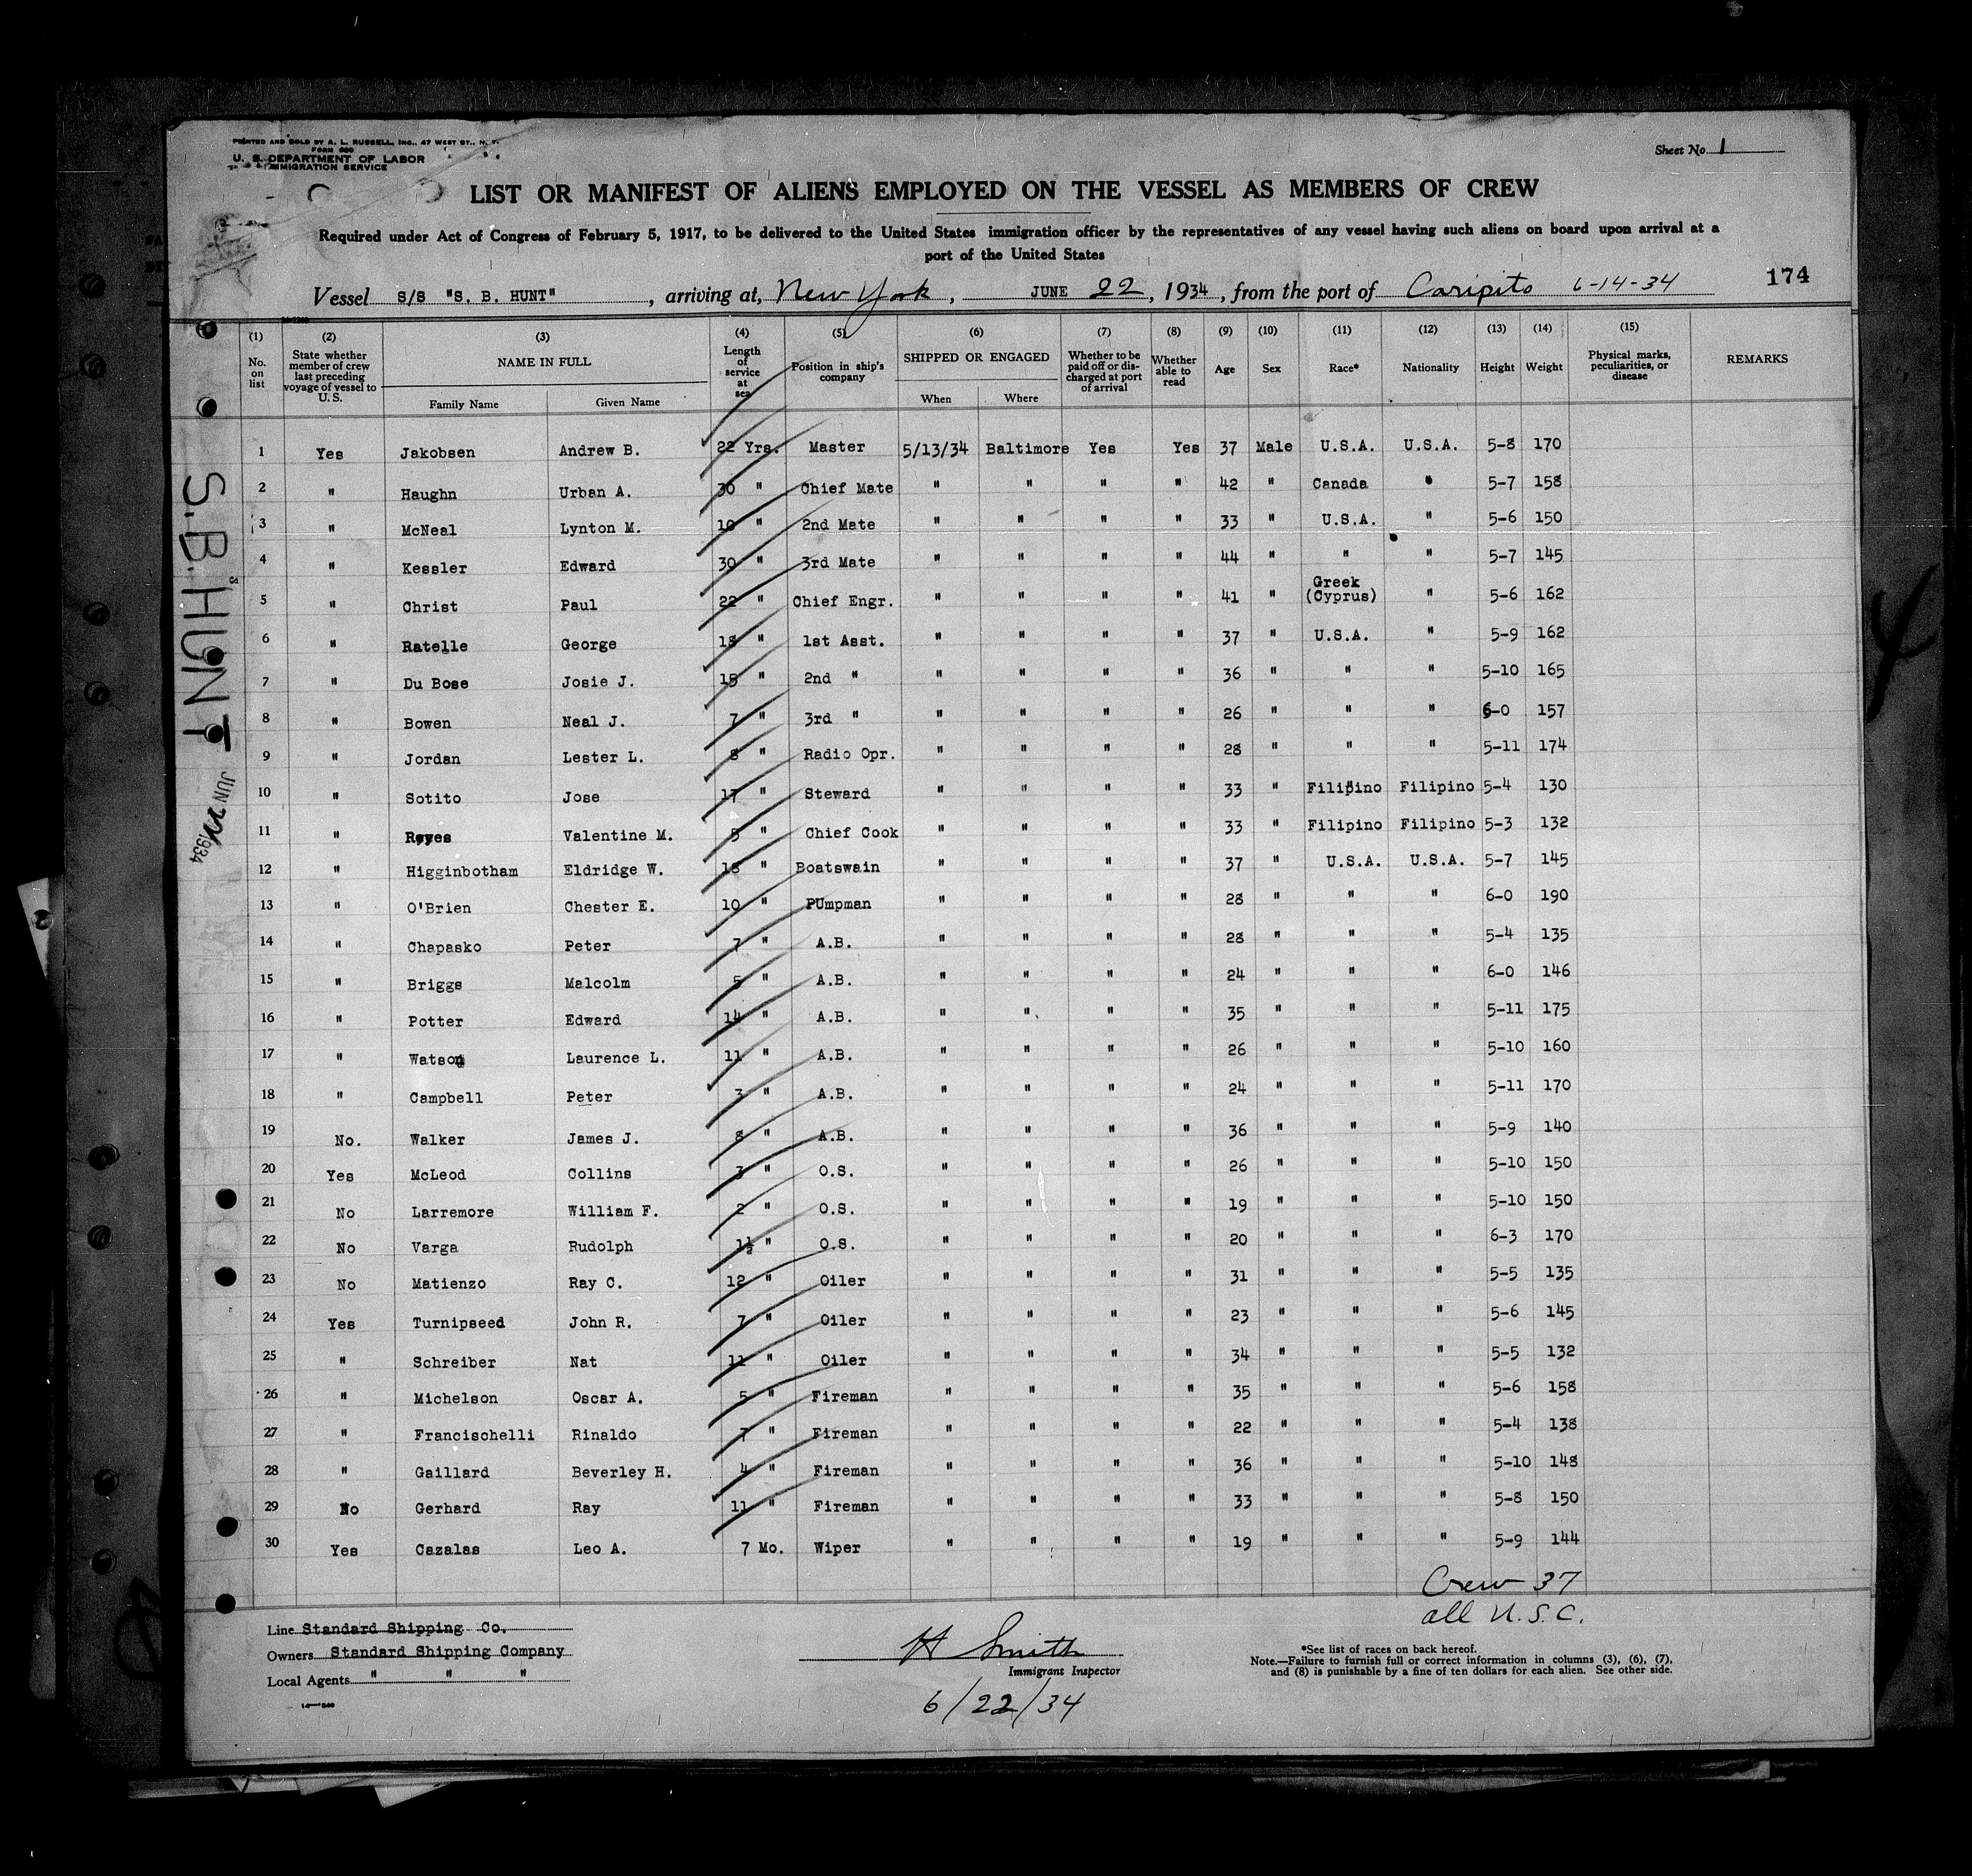 PRINTED AND SOLD BY A. L. RUSSELL, INC., 47 WEST ST., N. Y.
FORM 680
U. S. DEPARTMENT OF LABOR
IMMIGRATION SERVICE
Sheet No. 1
LIST OR MANIFEST OF ALIENS EMPLOYED ON THE VESSEL AS MEMBERS OF CREW
Required under Act of Congress of February 5, 1917, to be delivered to the United States immigration officer by the representatives of any vessel having such aliens on board upon arrival at a
port of the United States
174
Vessel S/S "S. B. HUNT", arriving at, New York, JUNE 22, 1934, from the port of Caripito 6-14-34
(1) (2) (3) (4) (5) (6) (7) (8) (9) (10) (11) (12) (13) (14) (15)
No. on list State whether member of crew last preceding voyage of vessel to U. S. NAME IN FULL Length of service at sea Position in ship's company SHIPPED OR ENGAGED Whether to be paid off or discharged at port of arrival Whether able to read Age Sex Race* Nationality Height Weight Physical marks, peculiarities, or disease REMARKS
Family Name Given Name When Where
1 Yes Jakobsen Andrew B. 22 Yrs. Master 5/13/34 Baltimore Yes Yes 37 Male U.S.A. U.S.A. 5-8 170
2 " Haughn Urban A. 30 " Chief Mate " " " " 42 " Canada " 5-7 158
3 " McNeal Lynton M. 10 " 2nd Mate " " " " 33 " U.S.A. " 5-6 150
4 " Kessler Edward 30 " 3rd Mate " " " " 44 " " " 5-7 145
5 " Christ Paul 22 " Chief Engr. " " " " 41 " Greek (Cyprus) " 5-6 162
6 " Ratelle George 18 " 1st Asst. " " " " 37 " U.S.A. " 5-9 162
7 " Du Bose Josie J. 15 " 2nd " " " " " 36 " " " 5-10 165
8 " Bowen Neal J. 7 " 3rd " " " " " 26 " " " 6-0 157
9 " Jordan Lester L. 8 " Radio Opr. " " " " 28 " " " 5-11 174
10 " Sotito Jose 17 " Steward " " " " 33 " Filipino Filipino 5-4 130
11 " Reyes Valentine M. 5 " Chief Cook " " " " 33 " Filipino Filipino 5-3 132
12 " Higginbotham Eldridge W. 18 " Boatswain " " " " 37 " U.S.A. U.S.A. 5-7 145
13 " O'Brien Chester E. 10 " PUmpman " " " " 28 " " " 6-0 190
14 " Chapasko Peter 7 " A.B. " " " " 28 " " " 5-4 135
15 " Briggs Malcolm 5 " A.B. " " " " 24 " " " 6-0 146
16 " Potter Edward 14 " A.B. " " " " 35 " " " 5-11 175
17 " Watson Laurence L. 11 " A.B. " " " " 26 " " " 5-10 160
18 " Campbell Peter 3 " A.B. " " " " 24 " " " 5-11 170
19 No. Walker James J. 8 " A.B. " " " " 36 " " " 5-9 140
20 Yes McLeod Collins 3 " O.S. " " " " 26 " " " 5-10 150
21 No Larremore William F. 2 " O.S. " " " " 19 " " " 5-10 150
22 No Varga Rudolph 1½ " O.S. " " " " 20 " " " 6-3 170
23 No Matienzo Ray C. 12 " Oiler " " " " 31 " " " 5-5 135
24 Yes Turnipseed John R. 7 " Oiler " " " " 23 " " " 5-6 145
25 " Schreiber Nat 11 " Oiler " " " " 34 " " " 5-5 132
26 " Michelson Oscar A. 5 " Fireman " " " " 35 " " " 5-6 158
27 " Francischelli Rinaldo 7 " Fireman " " " " 22 " " " 5-4 138
28 " Gaillard Beverley H. 4 " Fireman " " " " 36 " " " 5-10 148
29 No Gerhard Ray 11 " Fireman " " " " 33 " " " 5-8 150
30 Yes Cazalas Leo A. 7 Mo. Wiper " " " " 19 " " " 5-9 144
Crew 37
all U.S.C.
Line Standard Shipping Co.
Owners Standard Shipping Company
Local Agents " " "
H Smith
Immigrant Inspector
6/22/34
*See list of races on back hereof.
Note.—Failure to furnish full or correct information in columns (3), (6), (7),
and (8) is punishable by a fine of ten dollars for each alien. See other side.
S.B. HUNT
JUN 22 1934